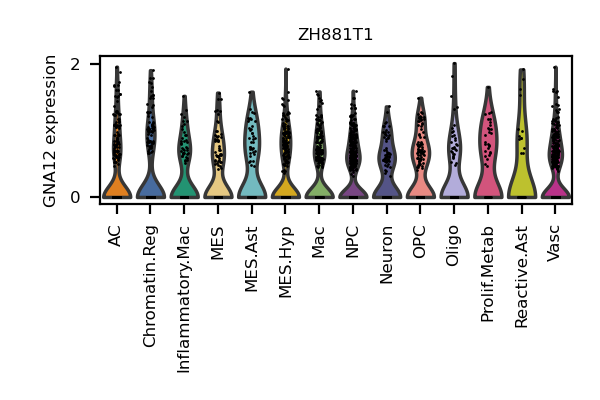 ZH881T1
GNA12 expression
2
0
AC
Chromatin.Reg
Inflammatory.Mac
MES
MES.Ast
MES.Hyp
Mac
NPC
Neuron
OPC
Oligo
Prolif.Metab
Reactive.Ast
Vasc